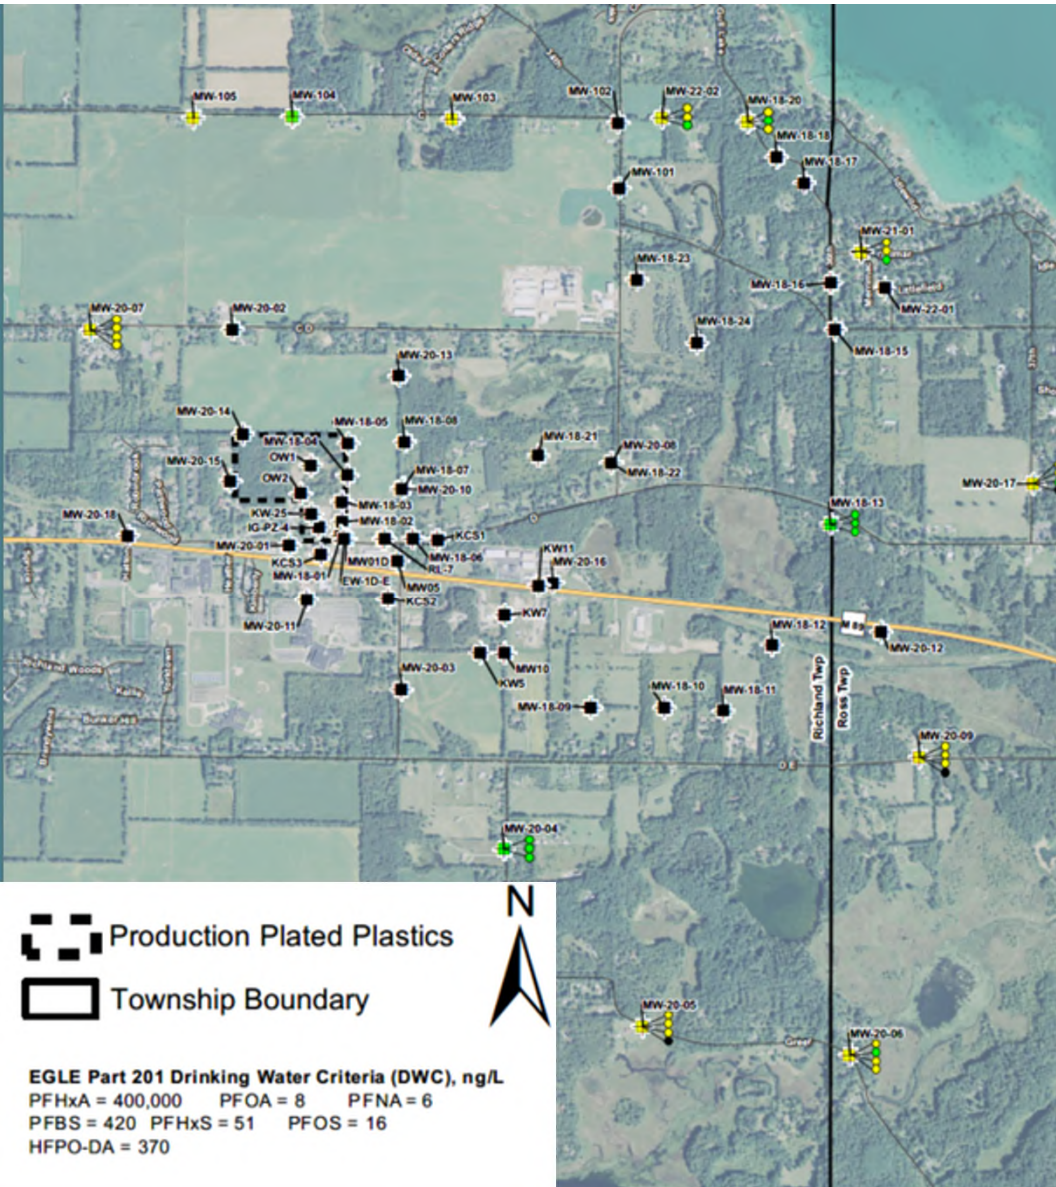 MW-105
MW-104
MW-103
MW-102
MW-22-02
MW-18-20
MW-18-18
MW-18-17
MW-101
MW-21-01
MW-18-23
MW-18-16
Littlefield
MW-22-01
MW-20-07
MW-20-02
C D
MW-18-24
MW-18-15
MW-20-13
MW-20-14
MW-18-05
MW-18-08
MW-18-04
OW1
MW-18-21
MW-20-08
MW-20-15
OW2
MW-18-07
MW-18-22
MW-20-10
MW-20-17
MW-18-03
MW-18-13
MW-20-18
KW-25
MW-18-02
D
IG-PZ-4
KCS1
MW-20-01
MW-18-06
KW11
KCS3
MW01D
RL-7
MW-20-16
MW-18-01
EW-1D-E
MW05
KCS2
KW7
M 89
MW-20-11
MW-18-12
MW-20-12
Richland Woods
MW-20-03
MW10
KW5
Richland Twp
Ross Twp
MW-18-10
MW-18-11
MW-18-09
Bunker Hill
MW-20-09
D E
MW-20-04
N
Production Plated Plastics
Township Boundary
MW-20-05
MW-20-06
Greer
EGLE Part 201 Drinking Water Criteria (DWC), ng/L
PFHxA = 400,000 PFOA = 8 PFNA = 6
PFBS = 420 PFHxS = 51 PFOS = 16
HFPO-DA = 370